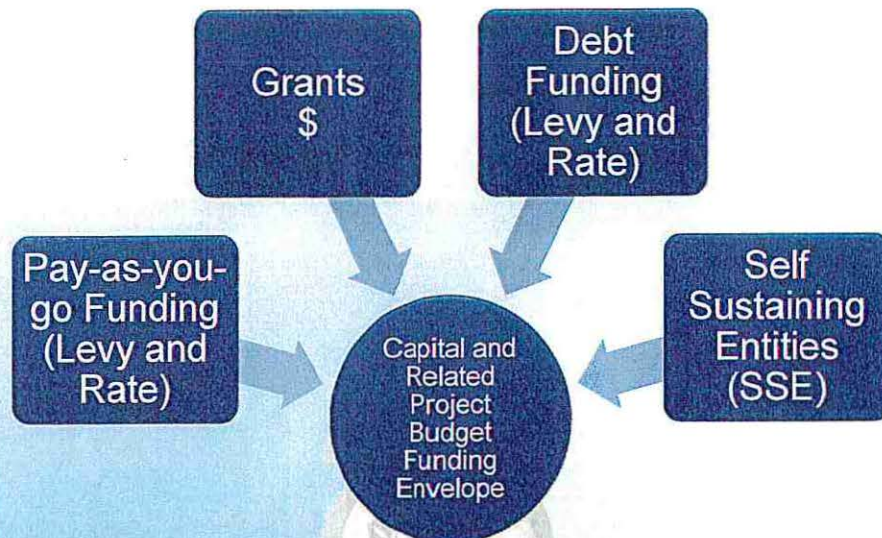 Grants
$
Debt
Funding
(Levy and
Rate)
Pay-as-you-
go Funding
(Levy and
Rate)
Self
Sustaining
Entities
(SSE)
Capital and
Related
Project
Budget
Funding
Envelope